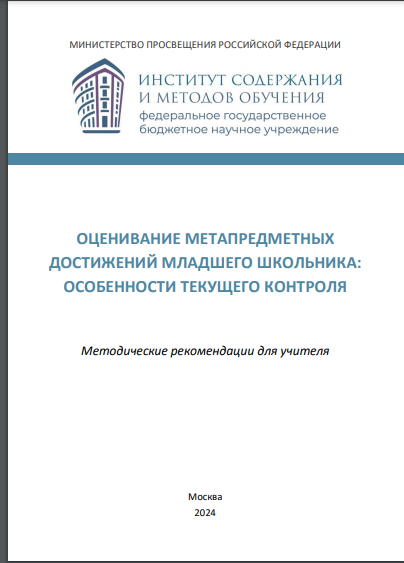 МИНИСТЕРСТВО ПРОСВЕЩЕНИЯ РОССИЙСКОЙ ФЕДЕРАЦИИ
ИНСТИТУТ СОДЕРЖАНИЯ
И МЕТОДОВ ОБУЧЕНИЯ
федеральное государственное
бюджетное научное учреждение
ОЦЕНИВАНИЕ МЕТАПРЕДМЕТНЫХ
ДОСТИЖЕНИЙ МЛАДШЕГО ШКОЛЬНИКА:
ОСОБЕННОСТИ ТЕКУЩЕГО КОНТРОЛЯ
Методические рекомендации для учителя
Москва
2024